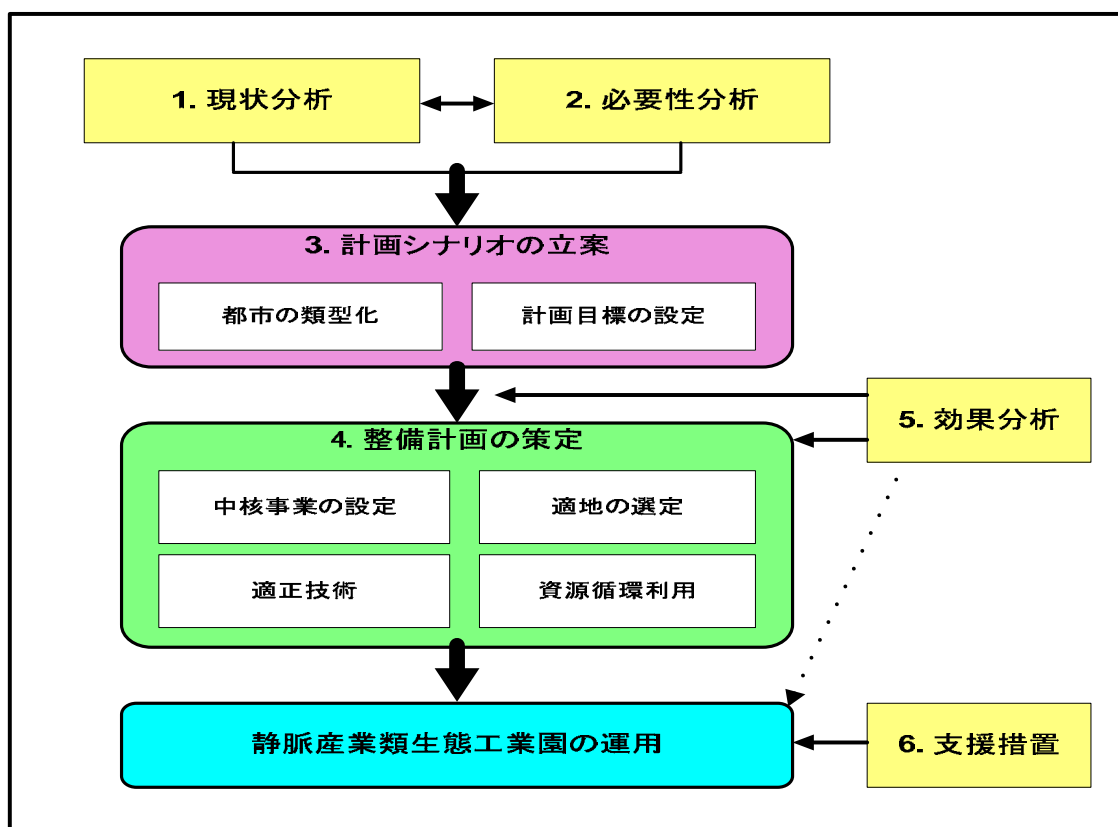 1. 現状分析
2. 必要性分析
3. 計画シナリオの立案
都市の類型化
計画目標の設定
4. 整備計画の策定
5. 効果分析
中核事業の設定
適地の選定
適正技術
資源循環利用
静脈産業類生態工業園の運用
6. 支援措置